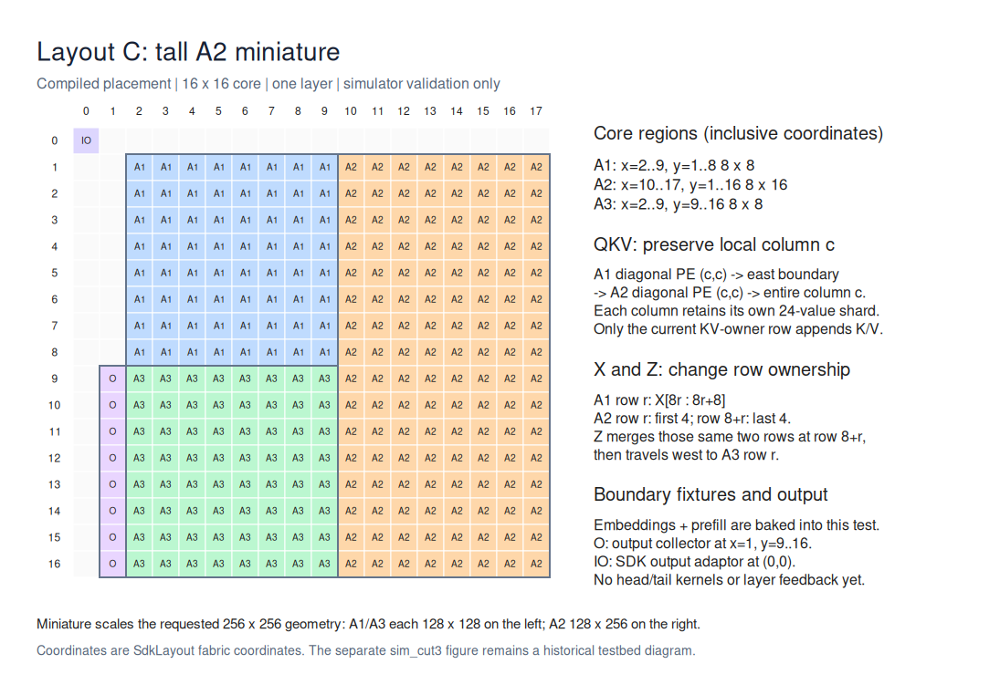 Layout C: tall A2 miniature
Compiled placement | 16 x 16 core | one layer | simulator validation only
0 1 2 3 4 5 6 7 8 9 10 11 12 13 14 15 16 17
0 IO
1 A1 A1 A1 A1 A1 A1 A1 A1 A2 A2 A2 A2 A2 A2 A2 A2
2 A1 A1 A1 A1 A1 A1 A1 A1 A2 A2 A2 A2 A2 A2 A2 A2
3 A1 A1 A1 A1 A1 A1 A1 A1 A2 A2 A2 A2 A2 A2 A2 A2
4 A1 A1 A1 A1 A1 A1 A1 A1 A2 A2 A2 A2 A2 A2 A2 A2
5 A1 A1 A1 A1 A1 A1 A1 A1 A2 A2 A2 A2 A2 A2 A2 A2
6 A1 A1 A1 A1 A1 A1 A1 A1 A2 A2 A2 A2 A2 A2 A2 A2
7 A1 A1 A1 A1 A1 A1 A1 A1 A2 A2 A2 A2 A2 A2 A2 A2
8 A1 A1 A1 A1 A1 A1 A1 A1 A2 A2 A2 A2 A2 A2 A2 A2
9 O A3 A3 A3 A3 A3 A3 A3 A3 A2 A2 A2 A2 A2 A2 A2 A2
10 O A3 A3 A3 A3 A3 A3 A3 A3 A2 A2 A2 A2 A2 A2 A2 A2
11 O A3 A3 A3 A3 A3 A3 A3 A3 A2 A2 A2 A2 A2 A2 A2 A2
12 O A3 A3 A3 A3 A3 A3 A3 A3 A2 A2 A2 A2 A2 A2 A2 A2
13 O A3 A3 A3 A3 A3 A3 A3 A3 A2 A2 A2 A2 A2 A2 A2 A2
14 O A3 A3 A3 A3 A3 A3 A3 A3 A2 A2 A2 A2 A2 A2 A2 A2
15 O A3 A3 A3 A3 A3 A3 A3 A3 A2 A2 A2 A2 A2 A2 A2 A2
16 O A3 A3 A3 A3 A3 A3 A3 A3 A2 A2 A2 A2 A2 A2 A2 A2
Core regions (inclusive coordinates)
A1: x=2..9, y=1..8 8 x 8
A2: x=10..17, y=1..16 8 x 16
A3: x=2..9, y=9..16 8 x 8
QKV: preserve local column c
A1 diagonal PE (c,c) -> east boundary
-> A2 diagonal PE (c,c) -> entire column c.
Each column retains its own 24-value shard.
Only the current KV-owner row appends K/V.
X and Z: change row ownership
A1 row r: X[8r : 8r+8]
A2 row r: first 4; row 8+r: last 4.
Z merges those same two rows at row 8+r,
then travels west to A3 row r.
Boundary fixtures and output
Embeddings + prefill are baked into this test.
O: output collector at x=1, y=9..16.
IO: SDK output adaptor at (0,0).
No head/tail kernels or layer feedback yet.
Miniature scales the requested 256 x 256 geometry: A1/A3 each 128 x 128 on the left; A2 128 x 256 on the right.
Coordinates are SdkLayout fabric coordinates. The separate sim_cut3 figure remains a historical testbed diagram.